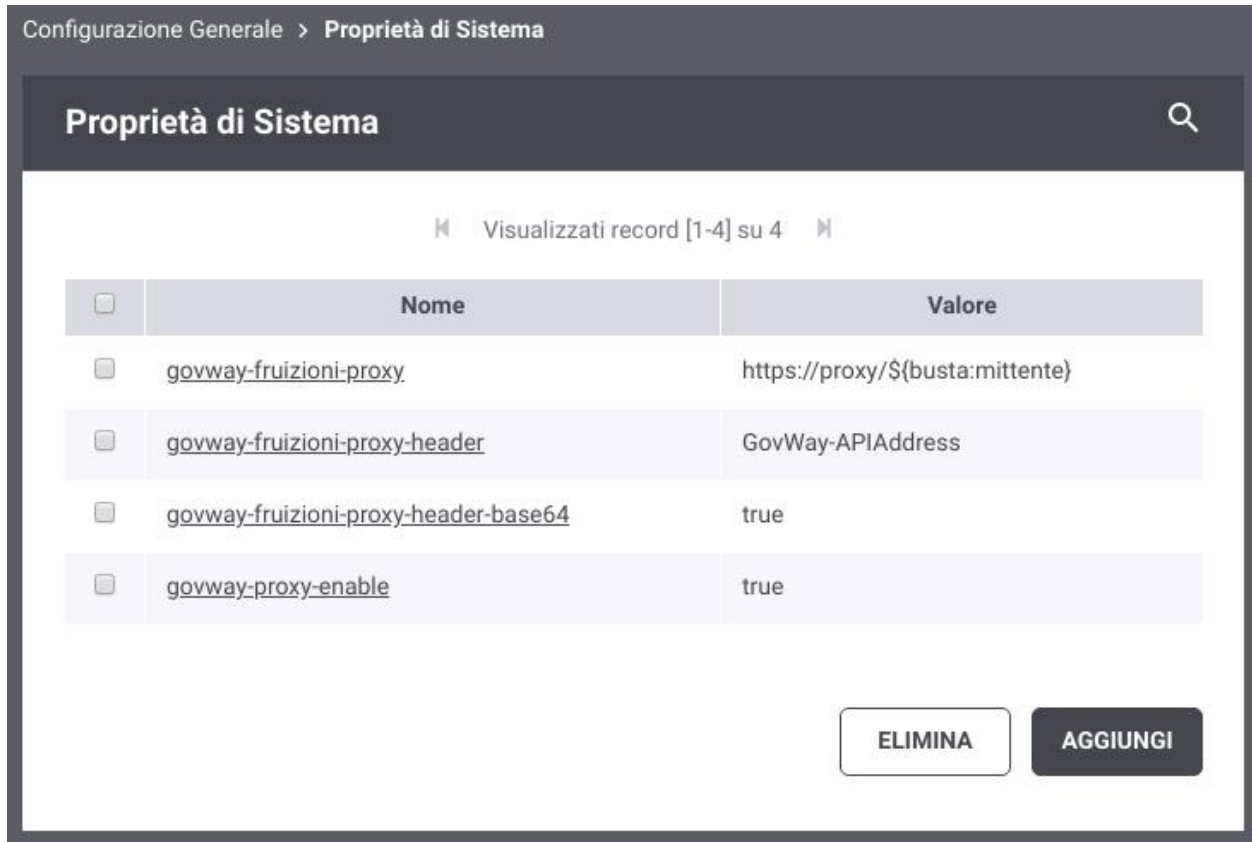 Configurazione Generale > Proprietà di Sistema
Proprietà di Sistema
Visualizzati record [1-4] su 4
Nome Valore
govway-fruizioni-proxy https://proxy/${busta:mittente}
govway-fruizioni-proxy-header GovWay-APIAddress
govway-fruizioni-proxy-header-base64 true
govway-proxy-enable true
ELIMINA AGGIUNGI